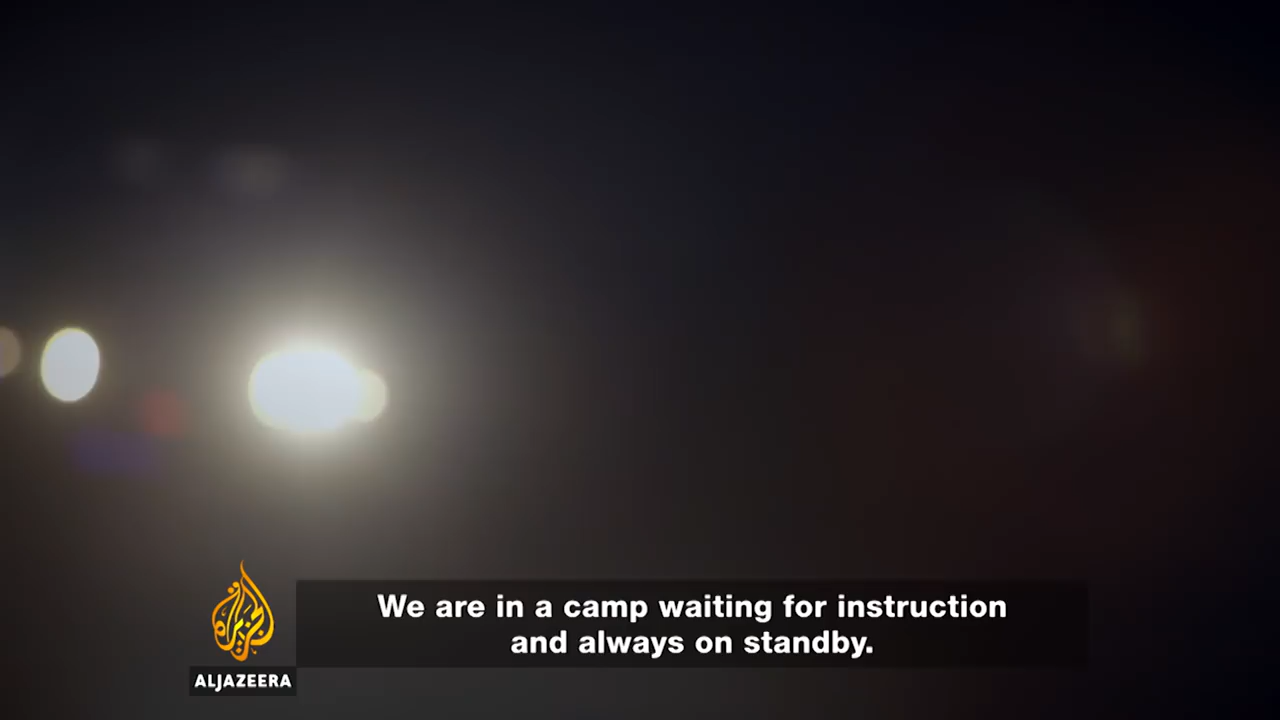 We are in a camp waiting for instruction
and always on standby.
الجزيرة
ALJAZEERA